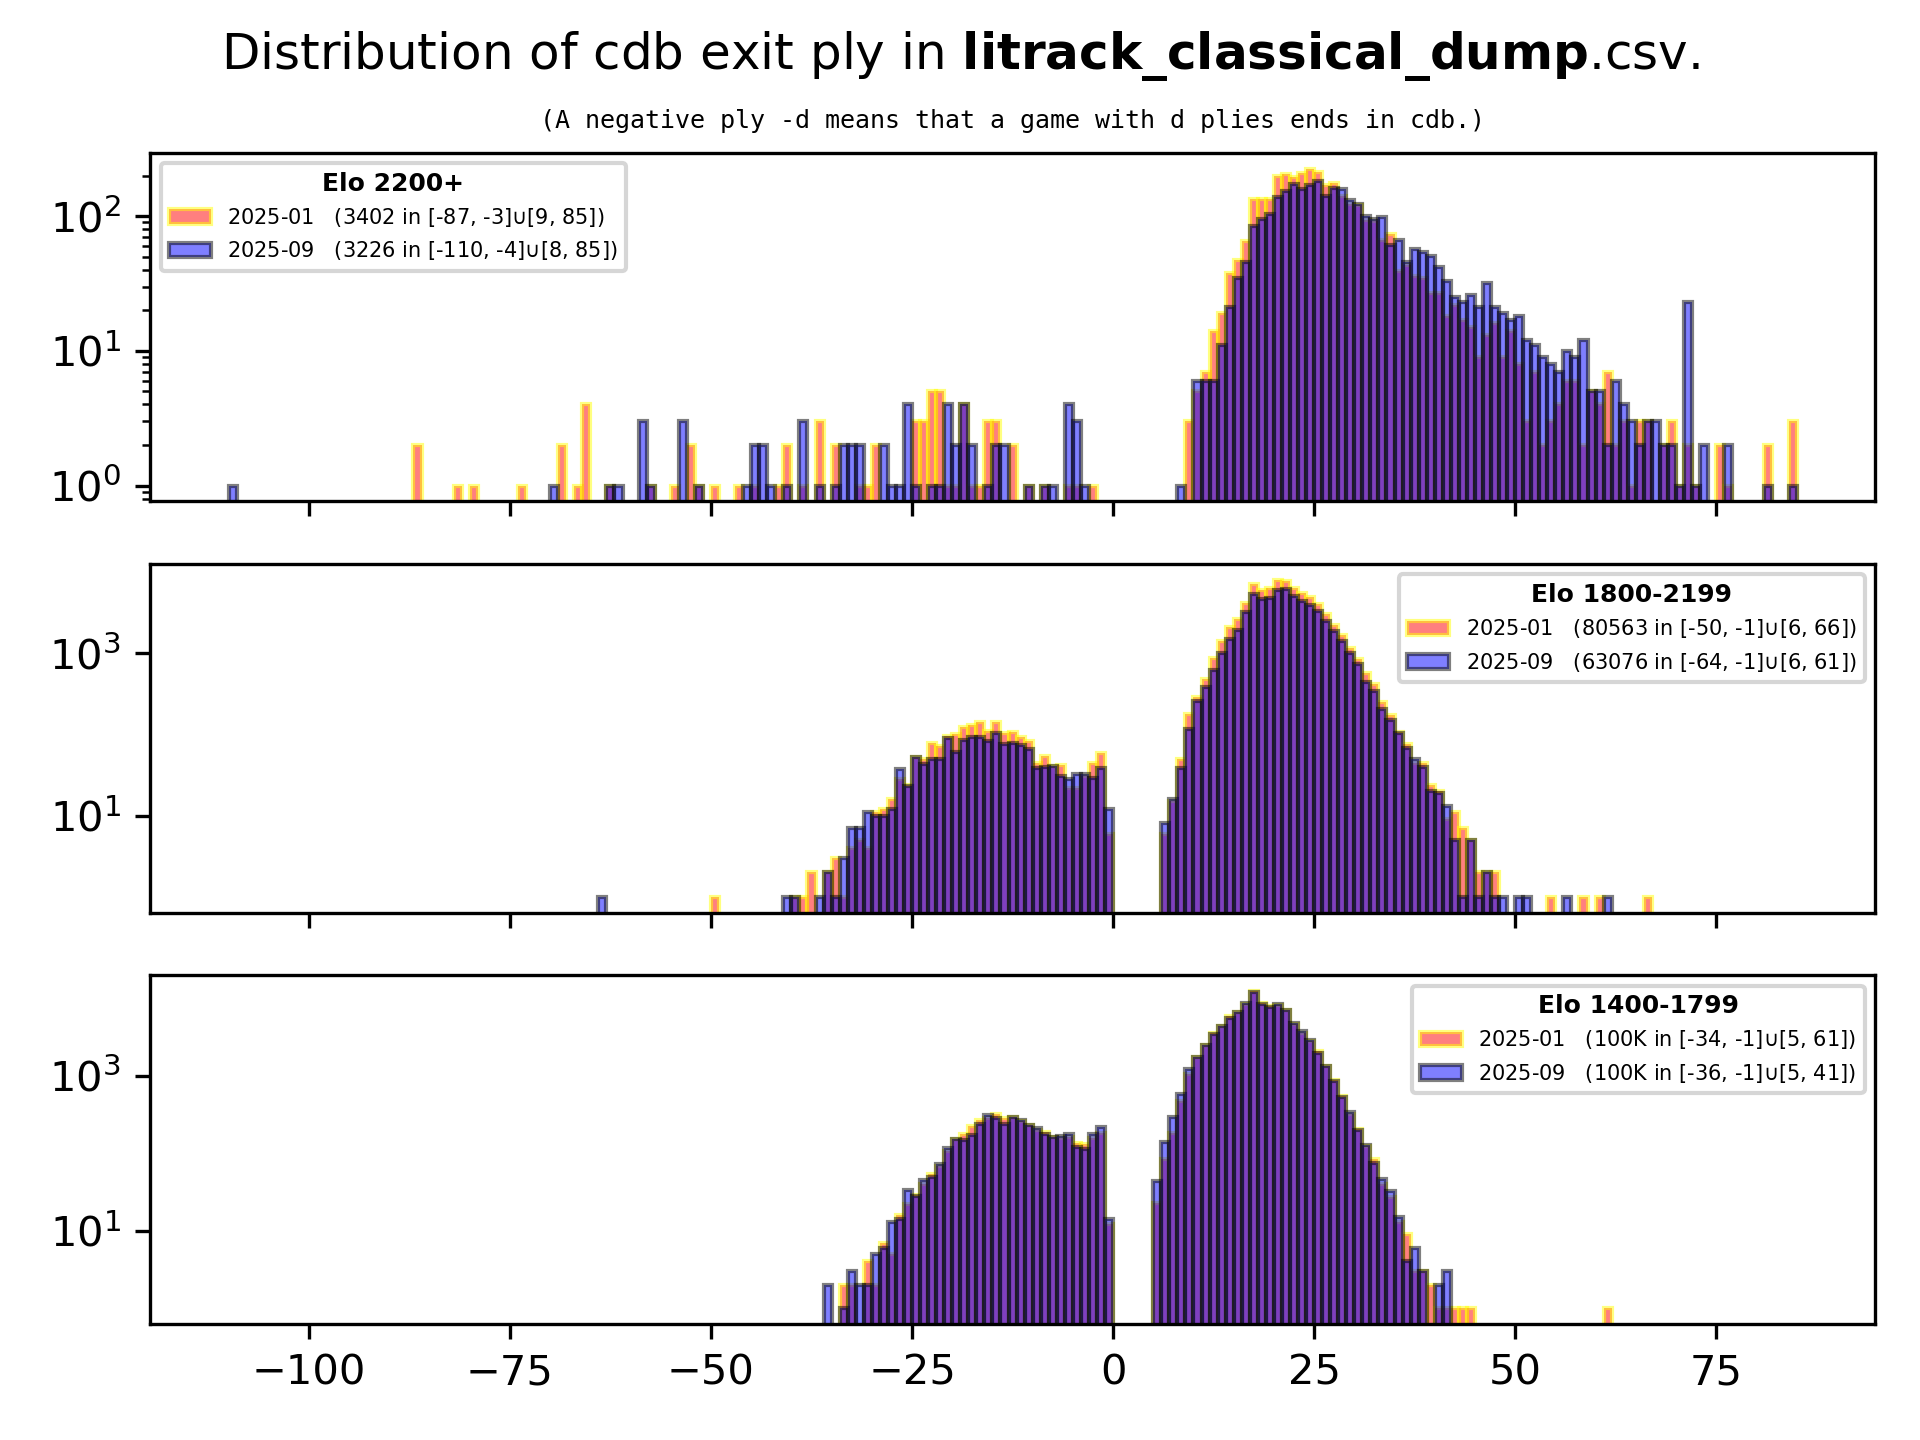 Distribution of cdb exit ply in litrack_classical_dump.csv.
(A negative ply -d means that a game with d plies ends in cdb.)
Elo 2200+
2025-01 (3402 in [-87, -3]∪[9, 85])
2025-09 (3226 in [-110, -4]∪[8, 85])
10²
10¹
10⁰
Elo 1800-2199
2025-01 (80563 in [-50, -1]∪[6, 66])
2025-09 (63076 in [-64, -1]∪[6, 61])
10³
10¹
Elo 1400-1799
2025-01 (100K in [-34, -1]∪[5, 61])
2025-09 (100K in [-36, -1]∪[5, 41])
10³
10¹
−100 −75 −50 −25 0 25 50 75